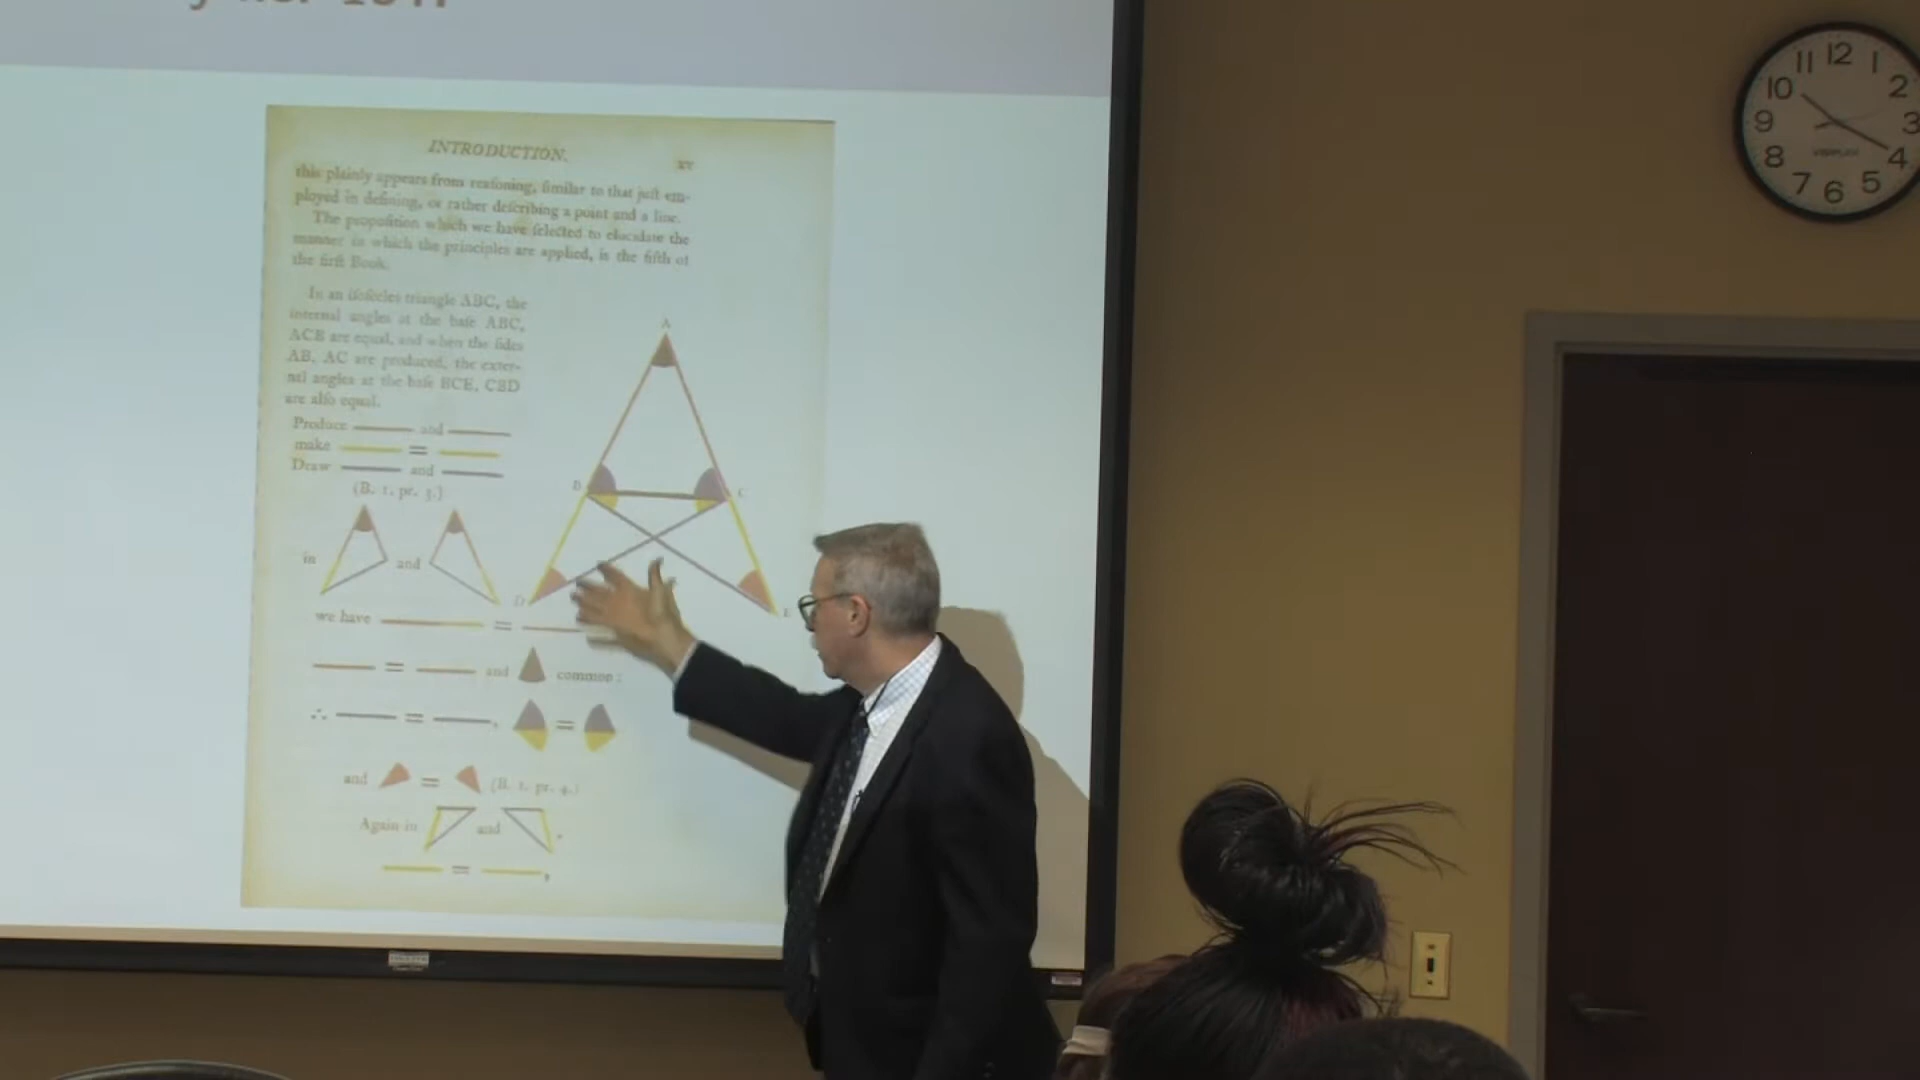 INTRODUCTION.
xv
this plainly appears from reaſoning, ſimilar to that juſt em-
ployed in defining, or rather deſcribing a point and a line.
The propoſition which we have ſelected to elucidate the
manner in which the principles are applied, is the fifth of
the firſt Book.
In an iſoſceles triangle ABC, the
internal angles at the baſe ABC,
ACB are equal, and when the ſides
AB, AC are produced, the exter-
nal angles at the baſe BCE, CBD
are alſo equal.
Produce and
make =
Draw and
(B. 1. pr. 3.)
in and
we have =
= and common:
∴ = , =
and = (B. 1. pr. 4.)
Again in and .
= ,
A
B
C
D
E
12
1
2
3
4
5
6
7
8
9
10
11